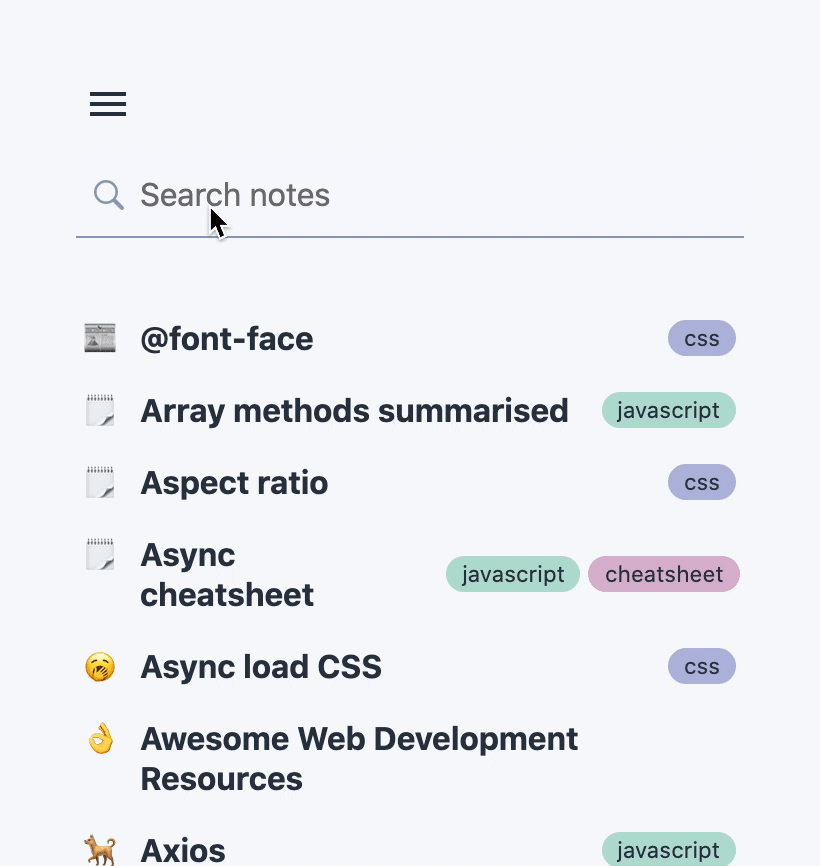 Search notes
@font-face css
Array methods summarised javascript
Aspect ratio css
Async
cheatsheet javascript cheatsheet
Async load CSS css
Awesome Web Development
Resources
Axios javascript